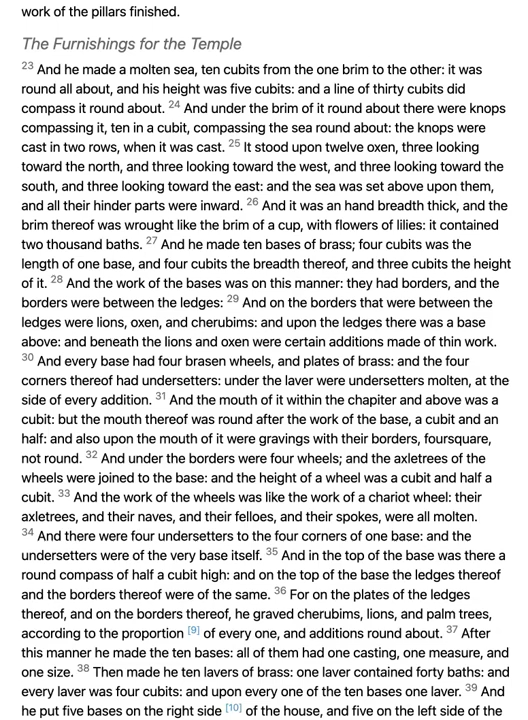 work of the pillars finished.
The Furnishings for the Temple
23 And he made a molten sea, ten cubits from the one brim to the other: it was
round all about, and his height was five cubits: and a line of thirty cubits did
compass it round about. 24 And under the brim of it round about there were knops
compassing it, ten in a cubit, compassing the sea round about: the knops were
cast in two rows, when it was cast. 25 It stood upon twelve oxen, three looking
toward the north, and three looking toward the west, and three looking toward the
south, and three looking toward the east: and the sea was set above upon them,
and all their hinder parts were inward. 26 And it was an hand breadth thick, and the
brim thereof was wrought like the brim of a cup, with flowers of lilies: it contained
two thousand baths. 27 And he made ten bases of brass; four cubits was the
length of one base, and four cubits the breadth thereof, and three cubits the height
of it. 28 And the work of the bases was on this manner: they had borders, and the
borders were between the ledges: 29 And on the borders that were between the
ledges were lions, oxen, and cherubims: and upon the ledges there was a base
above: and beneath the lions and oxen were certain additions made of thin work.
30 And every base had four brasen wheels, and plates of brass: and the four
corners thereof had undersetters: under the laver were undersetters molten, at the
side of every addition. 31 And the mouth of it within the chapiter and above was a
cubit: but the mouth thereof was round after the work of the base, a cubit and an
half: and also upon the mouth of it were gravings with their borders, foursquare,
not round. 32 And under the borders were four wheels; and the axletrees of the
wheels were joined to the base: and the height of a wheel was a cubit and half a
cubit. 33 And the work of the wheels was like the work of a chariot wheel: their
axletrees, and their naves, and their felloes, and their spokes, were all molten.
34 And there were four undersetters to the four corners of one base: and the
undersetters were of the very base itself. 35 And in the top of the base was there a
round compass of half a cubit high: and on the top of the base the ledges thereof
and the borders thereof were of the same. 36 For on the plates of the ledges
thereof, and on the borders thereof, he graved cherubims, lions, and palm trees,
according to the proportion [9] of every one, and additions round about. 37 After
this manner he made the ten bases: all of them had one casting, one measure, and
one size. 38 Then made he ten lavers of brass: one laver contained forty baths: and
every laver was four cubits: and upon every one of the ten bases one laver. 39 And
he put five bases on the right side [10] of the house, and five on the left side of the